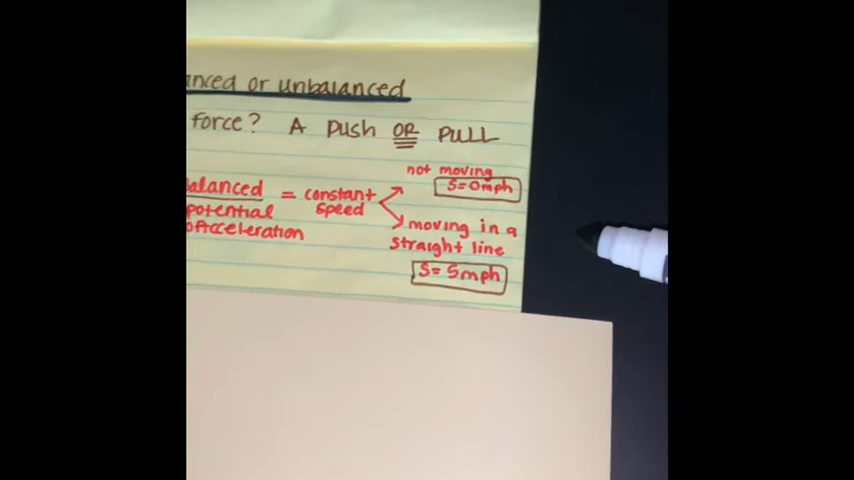 anced or unbalanced
force? A push OR PULL
not moving
S=0mph
alanced = constant speed
potential
moving in a
oAcceleration
straight line
S= 5mph